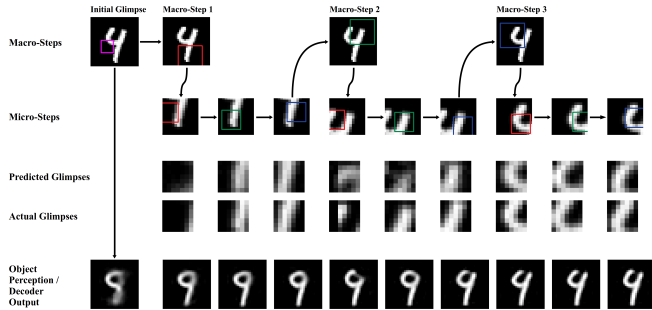 Initial Glimpse Macro-Step 1 Macro-Step 2 Macro-Step 3
Macro-Steps
Micro-Steps
Predicted Glimpses
Actual Glimpses
Object
Perception /
Decoder
Output